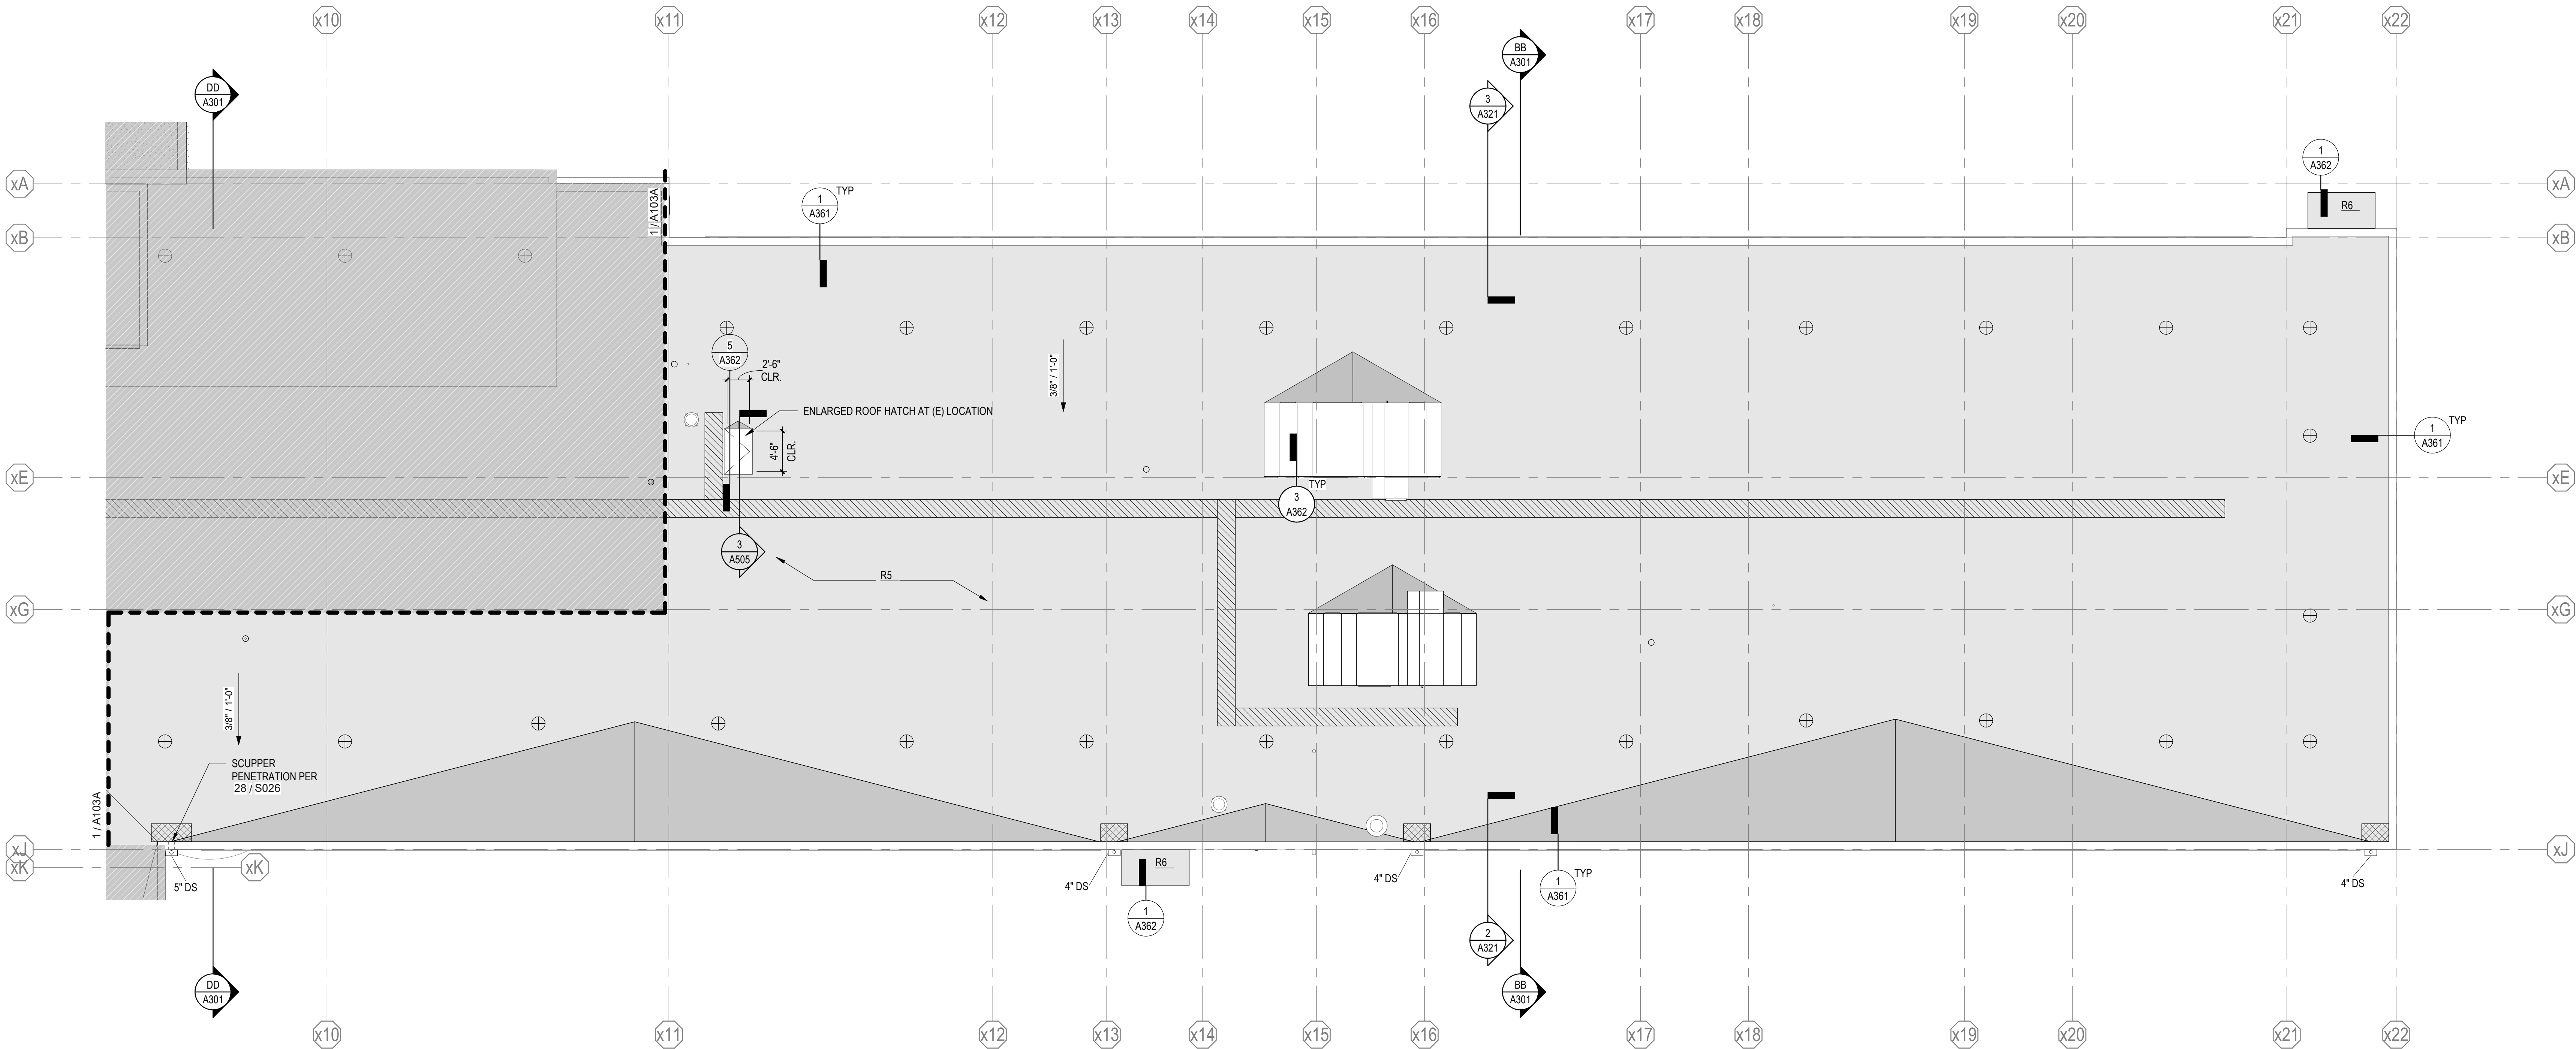 x10
x11
x12
x13
x14
x15
x16
x17
x18
x19
x20
x21
x22
DD
A301
BB
A301
3
A321
1
A362
xA
xA
R6
1 / A103A
1
A361
TYP
xB
xB
5
A362
2'-6"
CLR.
3/8" / 1'-0"
ENLARGED ROOF HATCH AT (E) LOCATION
4'-6"
CLR.
1
A361
TYP
xE
xE
TYP
3
A362
3
A505
R5
xG
xG
3/8" / 1'-0"
SCUPPER
PENETRATION PER
28 / S026
1 / A103A
xJ
xJ
xK
xK
R6
5" DS
4" DS
4" DS
4" DS
1
A361
TYP
1
A362
2
A321
DD
A301
BB
A301
x10
x11
x12
x13
x14
x15
x16
x17
x18
x19
x20
x21
x22